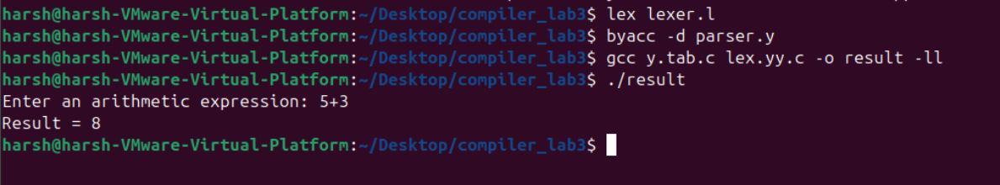 harsh@harsh-VMware-Virtual-Platform:~/Desktop/compiler_lab3$ lex lexer.l
harsh@harsh-VMware-Virtual-Platform:~/Desktop/compiler_lab3$ byacc -d parser.y
harsh@harsh-VMware-Virtual-Platform:~/Desktop/compiler_lab3$ gcc y.tab.c lex.yy.c -o result -ll
harsh@harsh-VMware-Virtual-Platform:~/Desktop/compiler_lab3$ ./result
Enter an arithmetic expression: 5+3
Result = 8
harsh@harsh-VMware-Virtual-Platform:~/Desktop/compiler_lab3$